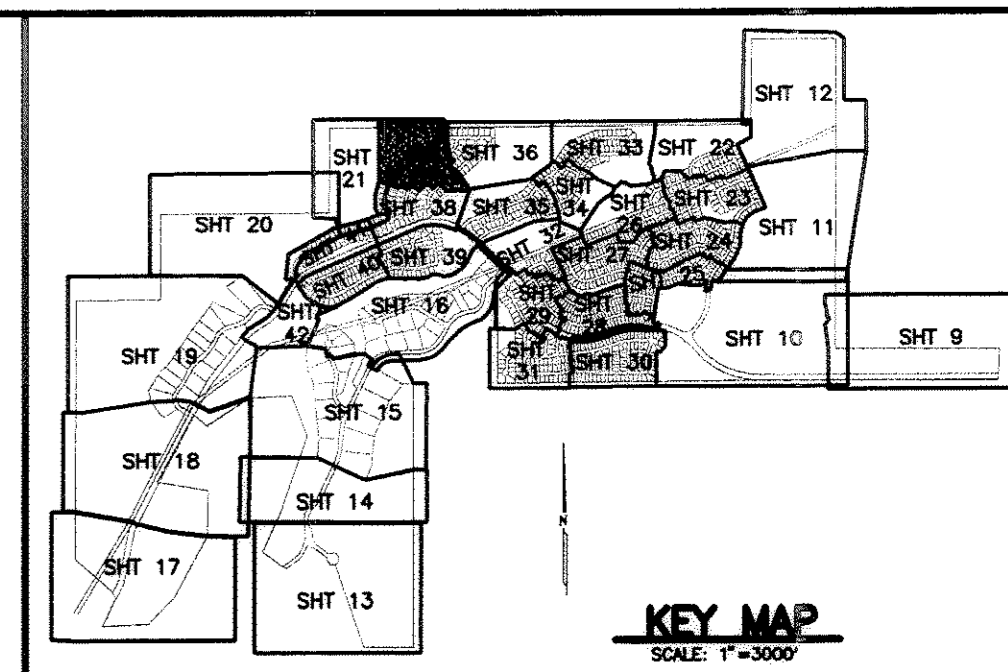 SHT 12
SHT
21
SHT 36
SHT 33
SHT 22
SHT 20
SHT 38
SHT 35
SHT
34
SHT
26
SHT 23
SHT 11
SHT 40
SHT 39
SHT 32
SHT 27
SHT 24
SHT 25
SHT
42
SHT 16
SHT
29
SHT
28
SHT
SHT 19
SHT 10
SHT 9
SHT
31
SHT 30
SHT 15
SHT 18
SHT 14
SHT 17
SHT 13
N
KEY MAP
SCALE: 1"=3000'